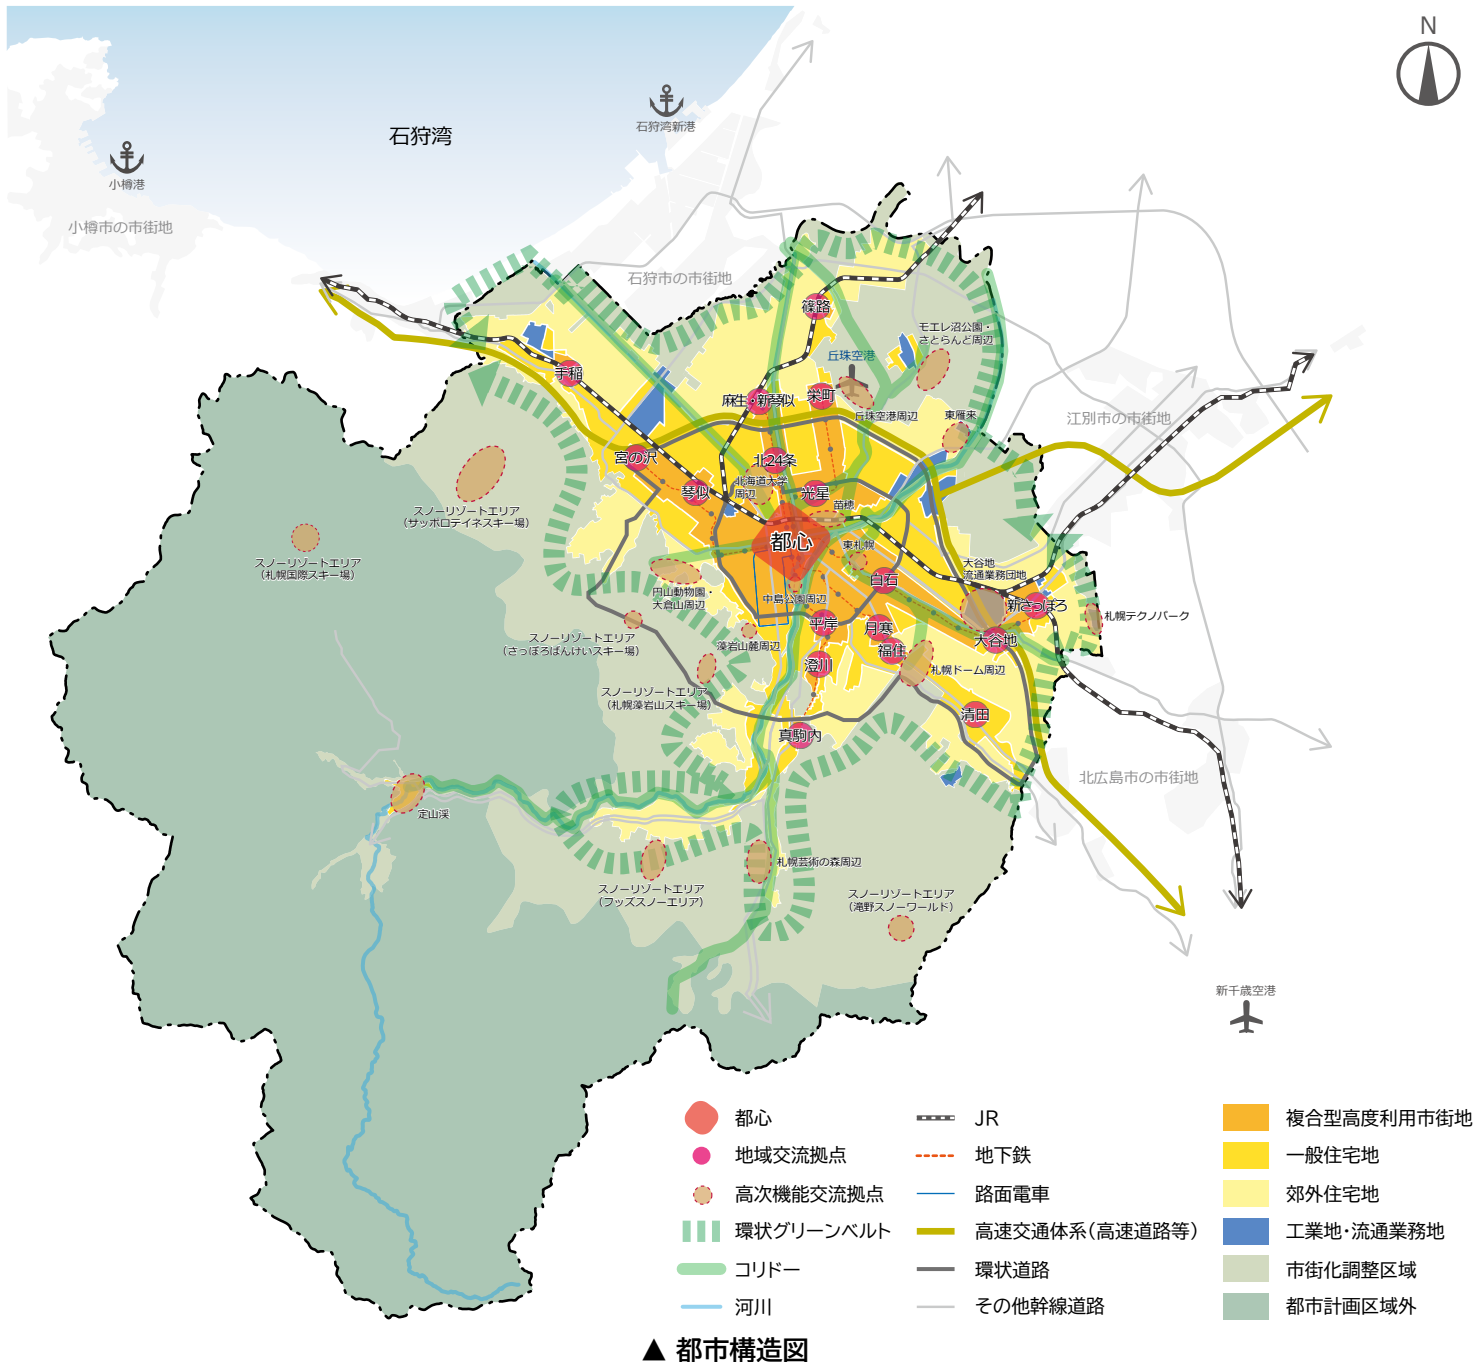 N
石狩湾
石狩湾新港
小樽港
小樽市の市街地
石狩市の市街地
篠路
モエレ沼公園・
さとらんど周辺
丘珠空港
手稲
麻生・新琴似
栄町
丘珠空港周辺
東雁来
江別市の市街地
宮の沢
北24条
琴似
北海道大学
周辺
光星
苗穂
スノーリゾートエリア
（サッポロテイネスキー場）
スノーリゾートエリア
（札幌国際スキー場）
都心
東札幌
白石
大谷地
流通業務団地
円山動物園・
大倉山周辺
中島公園周辺
新さっぽろ
札幌テクノパーク
平岸
月寒
大谷地
スノーリゾートエリア
（さっぽろばんけいスキー場）
藻岩山麓周辺
福住
澄川
札幌ドーム周辺
スノーリゾートエリア
（札幌藻岩山スキー場）
清田
真駒内
北広島市の市街地
定山渓
札幌芸術の森周辺
スノーリゾートエリア
（フッズスノーエリア）
スノーリゾートエリア
（滝野スノーワールド）
新千歳空港
都心
地域交流拠点
高次機能交流拠点
環状グリーンベルト
コリドー
河川
JR
地下鉄
路面電車
高速交通体系（高速道路等）
環状道路
その他幹線道路
複合型高度利用市街地
一般住宅地
郊外住宅地
工業地・流通業務地
市街化調整区域
都市計画区域外
▲ 都市構造図